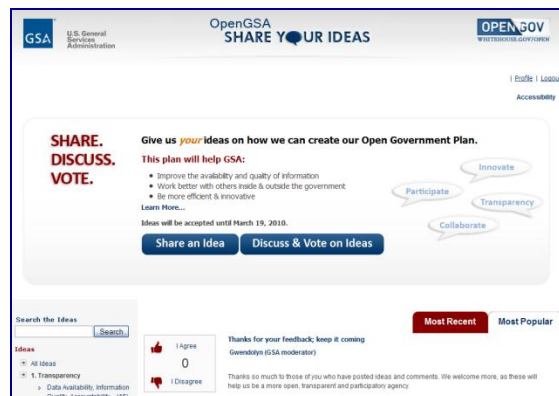 GSA
U.S. General
Services
Administration
OpenGSA
SHARE YOUR IDEAS
OPEN GOV
WHITEHOUSE.GOV/OPEN
| Profile | Logout
Accessibility
SHARE.
DISCUSS.
VOTE.
Give us your ideas on how we can create our Open Government Plan.
This plan will help GSA:
Improve the availability and quality of information
Work better with others inside & outside the government
Be more efficient & innovative
Learn More...
Ideas will be accepted until March 19, 2010.
Share an Idea
Discuss & Vote on Ideas
Innovate
Participate
Transparency
Collaborate
Search the Ideas
Search
Ideas
All Ideas
1. Transparency
Data Availability, Information
I Agree
0
I Disagree
Most Recent
Most Popular
Thanks for your feedback; keep it coming
Gwendolyn (GSA moderator)
Thanks so much to those of you who have posted ideas and comments. We welcome more, as these will
help us be a more open, transparent and participatory agency.